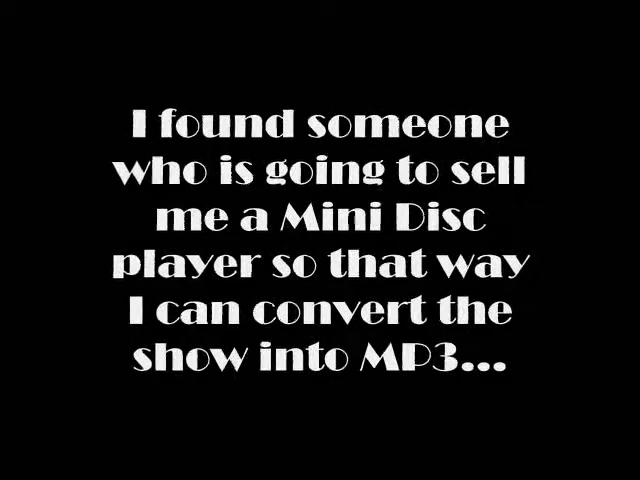 I found someone
who is going to sell
me a Mini Disc
player so that way
I can convert the
show into MP3...